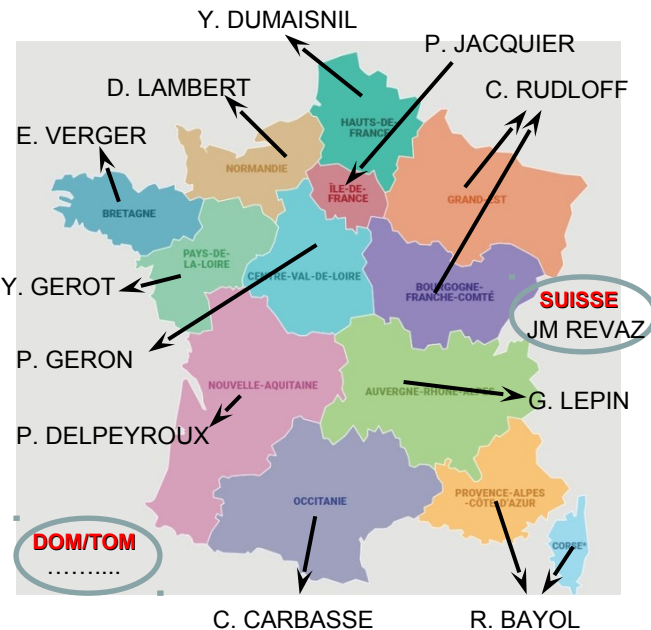 Y. DUMAISNIL
P. JACQUIER
D. LAMBERT
C. RUDLOFF
E. VERGER
HAUTS-DE-
FRANCE
NORMANDIE
ÎLE-DE-
FRANCE
GRAND-EST
BRETAGNE
PAYS-DE-
LA-LOIRE
CENTRE-VAL-DE-LOIRE
BOURGOGNE-
FRANCHE-COMTÉ
Y. GEROT
SUISSE
JM REVAZ
P. GERON
NOUVELLE-AQUITAINE
AUVERGNE-RHONE-ALPES
G. LEPIN
P. DELPEYROUX
OCCITANIE
PROVENCE-ALPES
-CÔTE D'AZUR
DOM/TOM
..........
CORSE*
C. CARBASSE
R. BAYOL